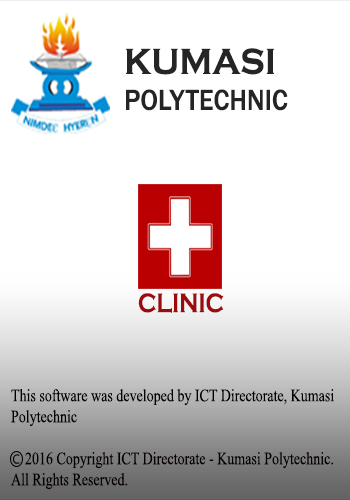 KUMASI
POLYTECHNIC
NIMDEE HYEREN
CLINIC
This software was developed by ICT Directorate, Kumasi
Polytechnic
©2016 Copyright ICT Directorate - Kumasi Polytechnic.
All Rights Reserved.